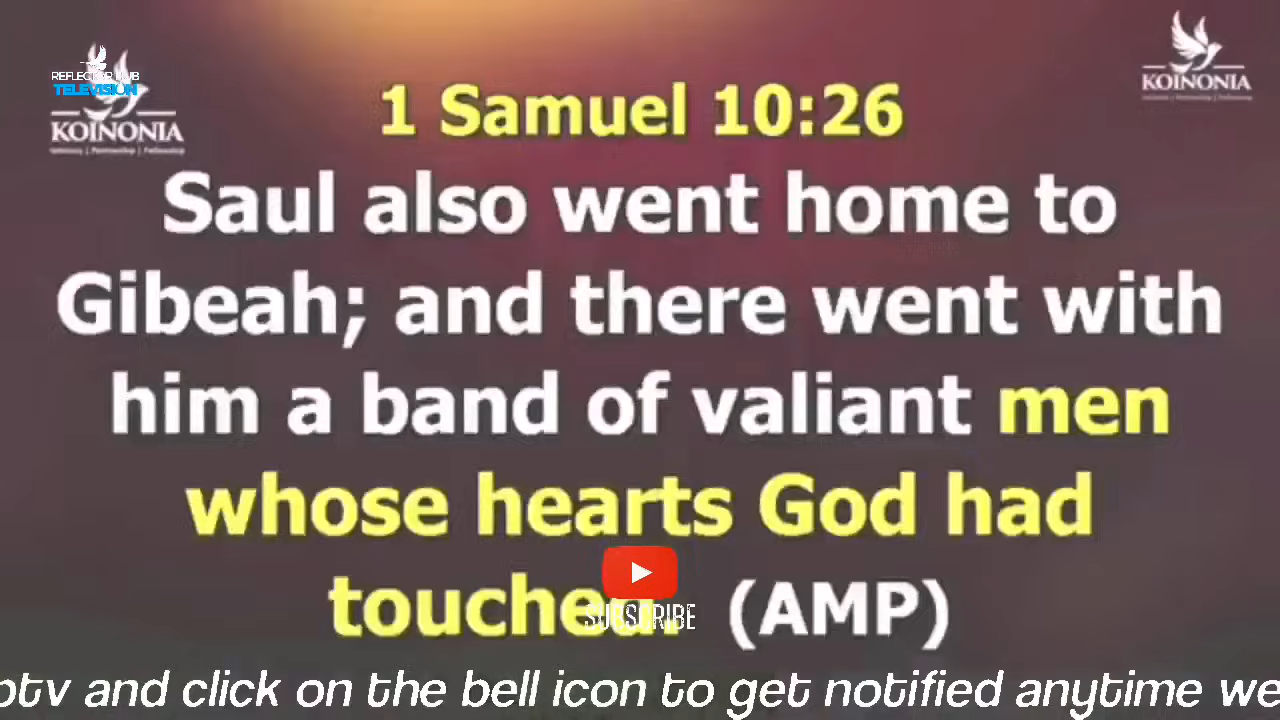 REFLECTOR HUB
TELEVISION
KOINONIA
KOINONIA
1 Samuel 10:26
Saul also went home to
Gibeah; and there went with
him a band of valiant men
whose hearts God had
touched. (AMP)
SUBSCRIBE
ptv and click on the bell icon to get notified anytime we